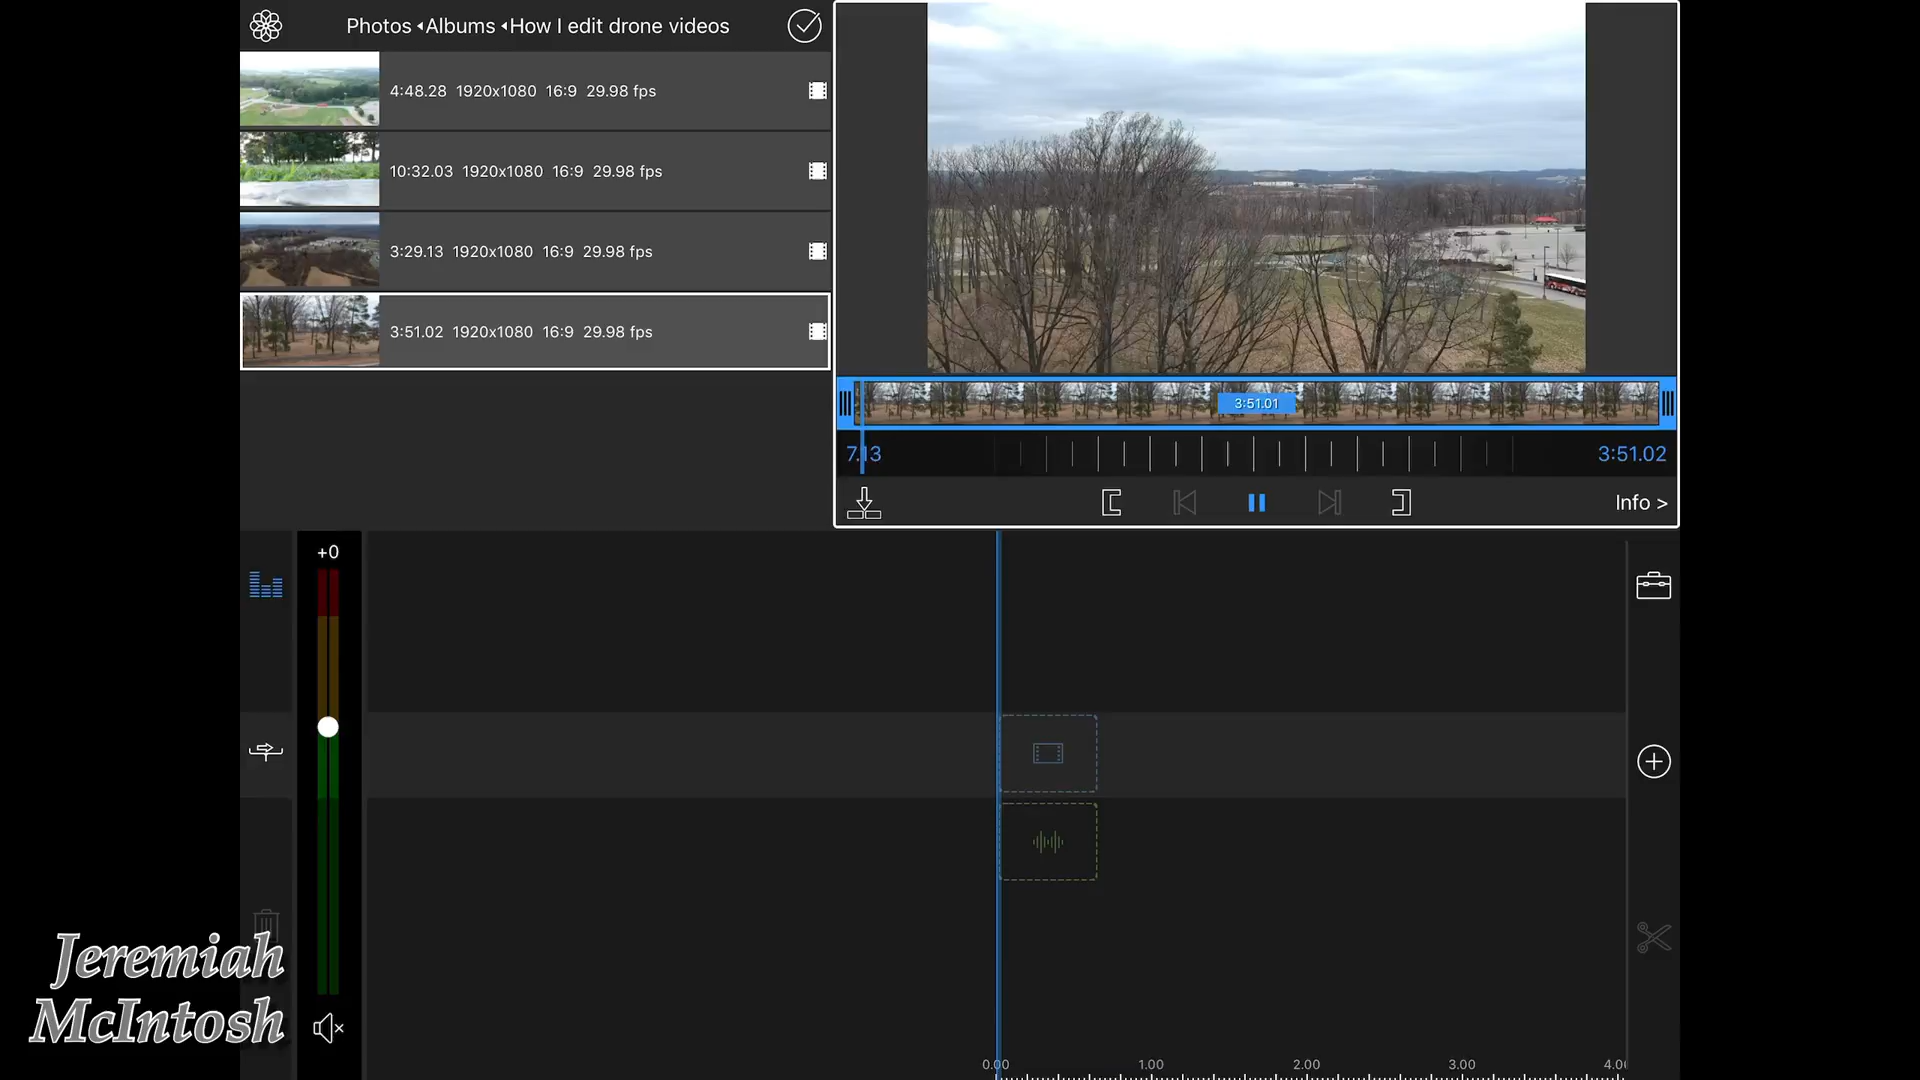 Photos ◂Albums ◂How I edit drone videos
4:48.28 1920x1080 16:9 29.98 fps
10:32.03 1920x1080 16:9 29.98 fps
3:29.13 1920x1080 16:9 29.98 fps
3:51.02 1920x1080 16:9 29.98 fps
3:51.01
7.13
3:51.02
Info >
+0
Jeremiah
McIntosh
0.00 1.00 2.00 3.00